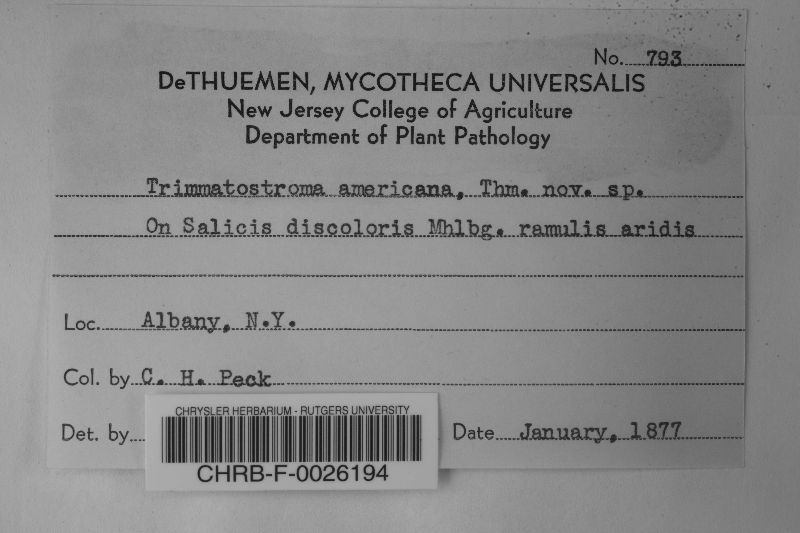 No. 793
DeTHUEMEN, MYCOTHECA UNIVERSALIS
New Jersey College of Agriculture
Department of Plant Pathology
Trimmatostroma americana, Thm. nov. sp.
On Salicis discoloris Mhlbg. ramulis aridis
Loc. Albany, N.Y.
Col. by C. H. Peck
Det. by
Date January, 1877
CHRYSLER HERBARIUM - RUTGERS UNIVERSITY
CHRB-F-0026194